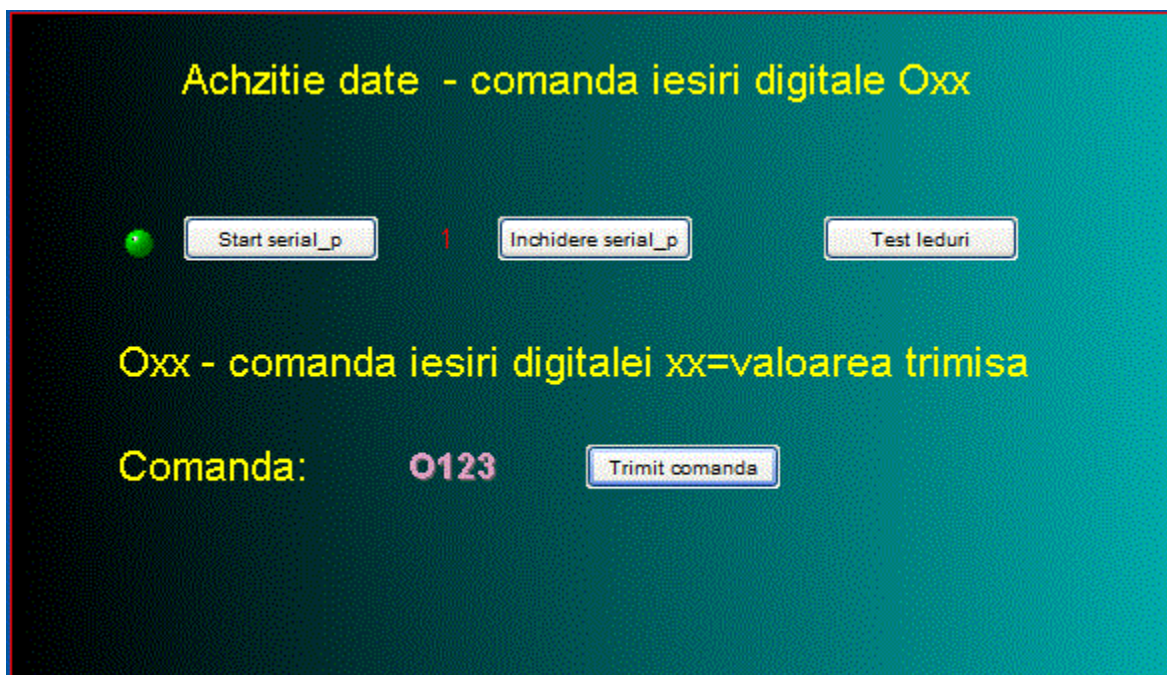 Achzitie date - comanda iesiri digitale Oxx
Start serial_p 1 Inchidere serial_p Test leduri
Oxx - comanda iesiri digitalei xx=valoarea trimisa
Comanda: O123 Trimit comanda